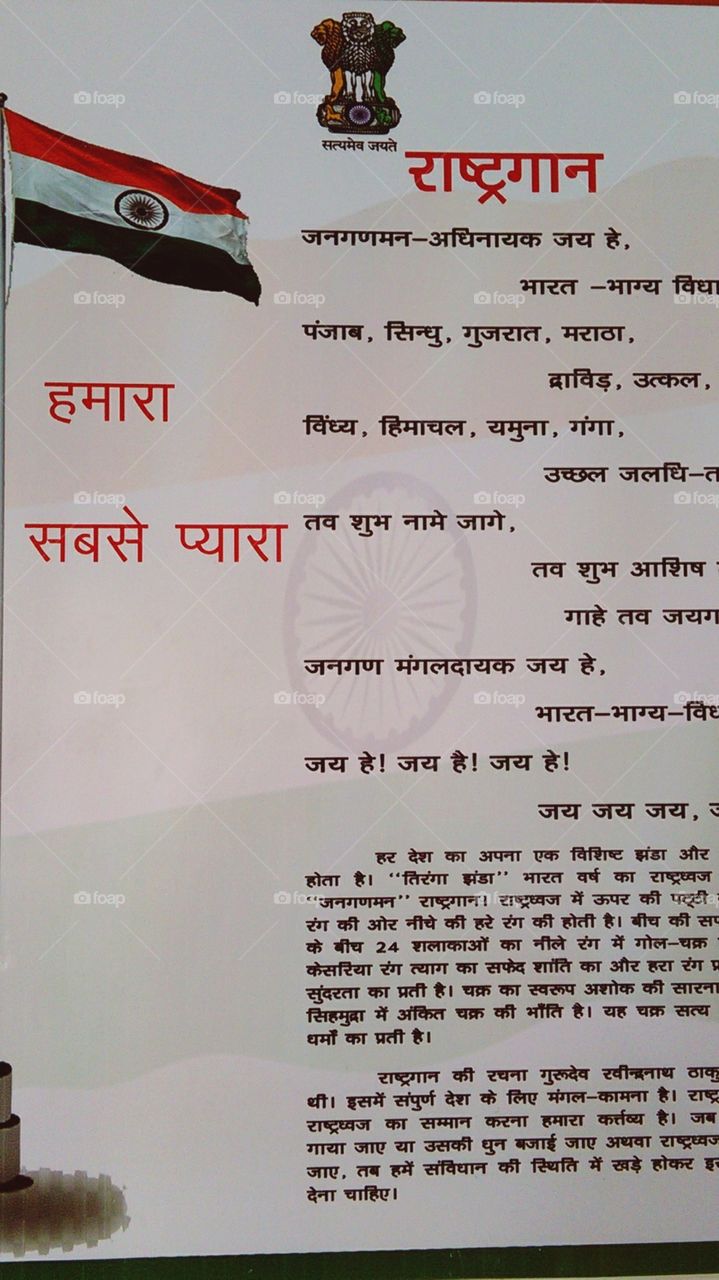 सत्यमेव जयते
राष्ट्रगान
जनगणमन–अधिनायक जय हे,
भारत –भाग्य विधा
पंजाब, सिन्धु, गुजरात, मराठा,
हमारा
द्राविड़, उत्कल,
विंध्य, हिमाचल, यमुना, गंगा,
उच्छल जलधि–त
सबसे प्यारा
तव शुभ नामे जागे,
तव शुभ आशिष
गाहे तव जयग
जनगण मंगलदायक जय हे,
भारत–भाग्य–विध
जय हे! जय है! जय हे!
जय जय जय,
हर देश का अपना एक विशिष्ट झंडा और
होता है। “तिरंगा झंडा” भारत वर्ष का राष्ट्रध्वज
“जनगणमन” राष्ट्रगान! राष्ट्रध्वज में ऊपर की पट्टी
रंग की ओर नीचे की हरे रंग की होती है। बीच की सफ
के बीच 24 शलाकाओं का नीले रंग में गोल–चक्र
केसरिया रंग त्याग का सफेद शांति का और हरा रंग प्र
सुंदरता का प्रती है। चक्र का स्वरूप अशोक की सारना
सिहमुद्रा में अंकित चक्र की भाँति है। यह चक्र सत्य
धर्मों का प्रती है।
राष्ट्रगान की रचना गुरूदेव रवीन्द्रनाथ ठाकु
थी। इसमें संपुर्ण देश के लिए मंगल–कामना है। राष्ट्र
राष्ट्रध्वज का सम्मान करना हमारा कर्त्तव्य है। जब
गाया जाए या उसकी धुन बजाई जाए अथवा राष्ट्रध्वज
जाए, तब हमें संविधान की स्थिति में खड़े होकर इ
देना चाहिए।